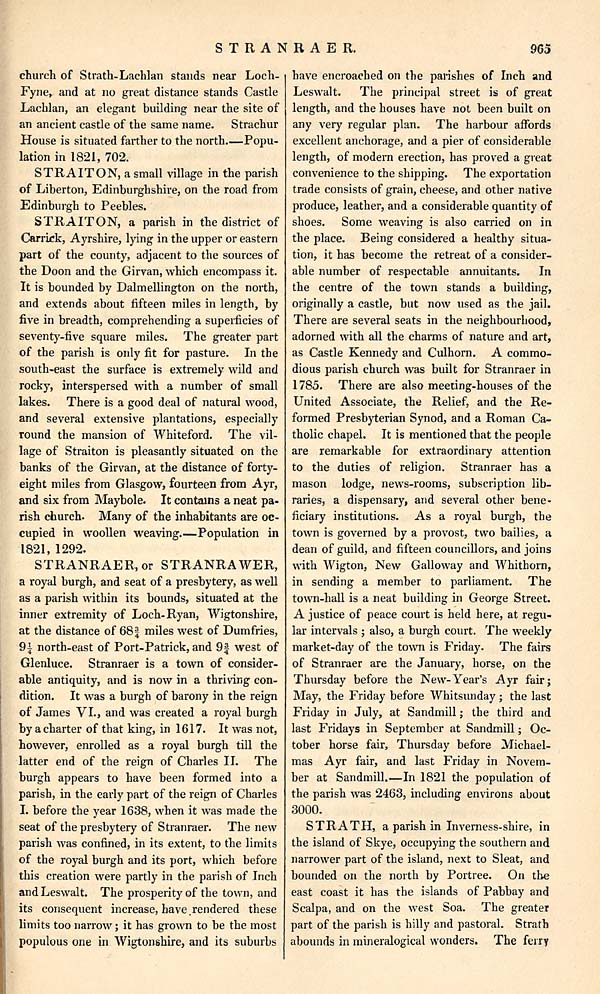 STRANRAER.
965
church of Strath-Lachlan stands near Loch-
Fyne, and at no great distance stands Castle
Lachlan, an elegant building near the site of
an ancient castle of the same name. Strachur
House is situated farther to the north.—Popu-
lation in 1821, 702.
STRAITON, a small village in the parish
of Liberton, Edinburghshire, on the road from
Edinburgh to Peebles.
STRAITON, a parish in the district of
Carrick, Ayrshire, lying in the upper or eastern
part of the county, adjacent to the sources of
the Doon and the Girvan, which encompass it.
It is bounded by Dalmellington on the north,
and extends about fifteen miles in length, by
five in breadth, comprehending a superficies of
seventy-five square miles. The greater part
of the parish is only fit for pasture. In the
south-east the surface is extremely wild and
rocky, interspersed with a number of small
lakes. There is a good deal of natural wood,
and several extensive plantations, especially
round the mansion of Whiteford. The vil-
lage of Straiton is pleasantly situated on the
banks of the Girvan, at the distance of forty-
eight miles from Glasgow, fourteen from Ayr,
and six from Maybole. It contains a neat pa-
rish church. Many of the inhabitants are oc-
cupied in woollen weaving.—Population in
1821, 1292.
STRANRAER, or STRANRAWER,
a royal burgh, and seat of a presbytery, as well
as a parish within its bounds, situated at the
inner extremity of Loch-Ryan, Wigtonshire,
at the distance of 68¾ miles west of Dumfries,
9¼ north-east of Port-Patrick, and 9¾ west of
Glenluce. Stranraer is a town of consider-
able antiquity, and is now in a thriving con-
dition. It was a burgh of barony in the reign
of James VI., and was created a royal burgh
by a charter of that king, in 1617. It was not,
however, enrolled as a royal burgh till the
latter end of the reign of Charles II. The
burgh appears to have been formed into a
parish, in the early part of the reign of Charles
I. before the year 1638, when it was made the
seat of the presbytery of Stranraer. The new
parish was confined, in its extent, to the limits
of the royal burgh and its port, which before
this creation were partly in the parish of Inch
and Leswalt. The prosperity of the town, and
its consequent increase, have rendered these
limits too narrow; it has grown to be the most
populous one in Wigtonshire, and its suburbs
have encroached on the parishes of Inch and
Leswalt. The principal street is of great
length, and the houses have not been built on
any very regular plan. The harbour affords
excellent anchorage, and a pier of considerable
length, of modern erection, has proved a great
convenience to the shipping. The exportation
trade consists of grain, cheese, and other native
produce, leather, and a considerable quantity of
shoes. Some weaving is also carried on in
the place. Being considered a healthy situa-
tion, it has become the retreat of a consider-
able number of respectable annuitants. In
the centre of the town stands a building,
originally a castle, but now used as the jail.
There are several seats in the neighbourhood,
adorned with all the charms of nature and art,
as Castle Kennedy and Culhorn. A commo-
dious parish church was built for Stranraer in
1785. There are also meeting-houses of the
United Associate, the Relief, and the Re-
formed Presbyterian Synod, and a Roman Ca-
tholic chapel. It is mentioned that the people
are remarkable for extraordinary attention
to the duties of religion. Stranraer has a
mason lodge, news-rooms, subscription lib-
raries, a dispensary, and several other bene-
ficiary institutions. As a royal burgh, the
town is governed by a provost, two bailies, a
dean of guild, and fifteen councillors, and joins
with Wigton, New Galloway and Whithorn,
in sending a member to parliament. The
town-hall is a neat building in George Street.
A justice of peace court is held here, at regu-
lar intervals; also, a burgh court. The weekly
market-day of the town is Friday. The fairs
of Stranraer are the January, horse, on the
Thursday before the New-Year's Ayr fair;
May, the Friday before Whitsunday; the last
Friday in July, at Sandmill; the third and
last Fridays in September at Sandmill; Oc-
tober horse fair, Thursday before Michael-
mas Ayr fair, and last Friday in Novem-
ber at Sandmill.—In 1821 the population of
the parish was 2463, including environs about
3000.
STRATH, a parish in Inverness-shire, in
the island of Skye, occupying the southern and
narrower part of the island, next to Sleat, and
bounded on the north by Portree. On the
east coast it has the islands of Pabbay and
Scalpa, and on the west Soa. The greater
part of the parish is hilly and pastoral. Strath
abounds in mineralogical wonders. The ferry